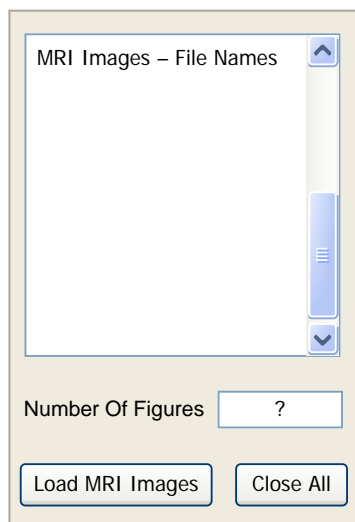 MRI Images – File Names
Number Of Figures ?
Load MRI Images Close All